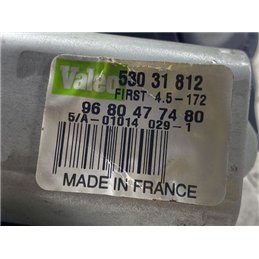 Valeo 530 31 812
FIRST 4.5-172
96 80 47 74 80
5/A-01014 029-1
MADE IN FRANCE